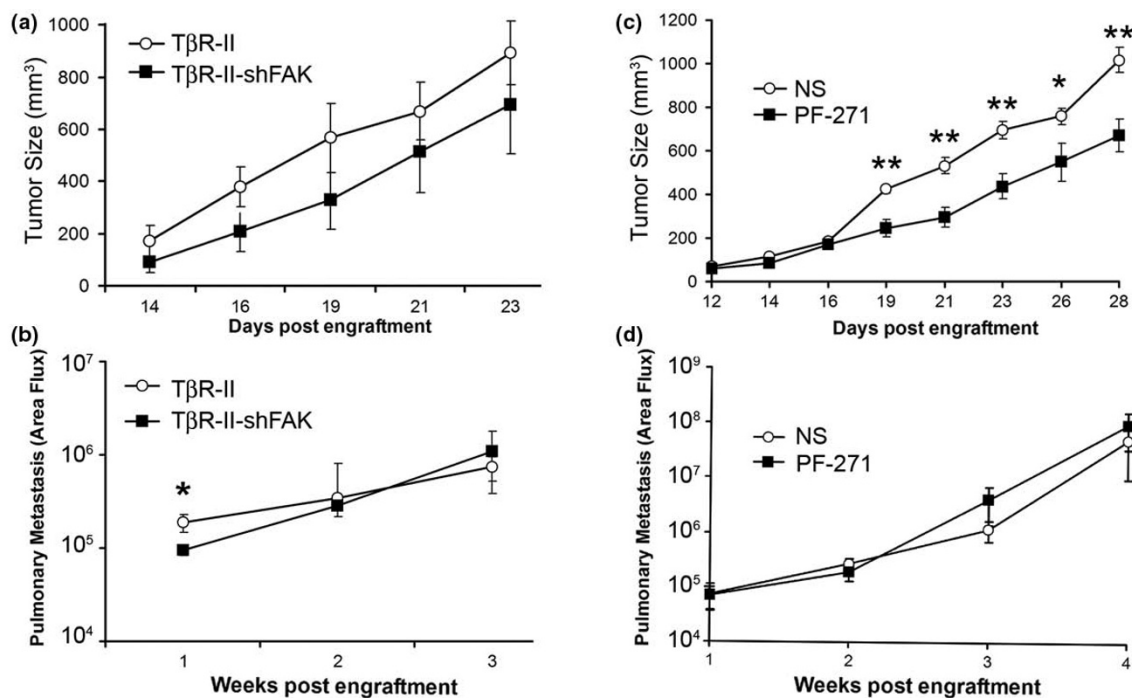 (a)
Tumor Size (mm³)
1000
800
600
400
200
0
TβR-II
TβR-II-shFAK
14 16 19 21 23
Days post engraftment
(b)
Pulmonary Metastasis (Area Flux)
10⁷
10⁶
10⁵
10⁴
TβR-II
TβR-II-shFAK
*
1 2 3
Weeks post engraftment
(c)
Tumor Size (mm³)
1200
1000
800
600
400
200
0
NS
PF-271
** ** ** * **
12 14 16 19 21 23 26 28
Days post engraftment
(d)
Pulmonary Metastasis (Area Flux)
10⁹
10⁸
10⁷
10⁶
10⁵
10⁴
NS
PF-271
1 2 3 4
Weeks post engraftment